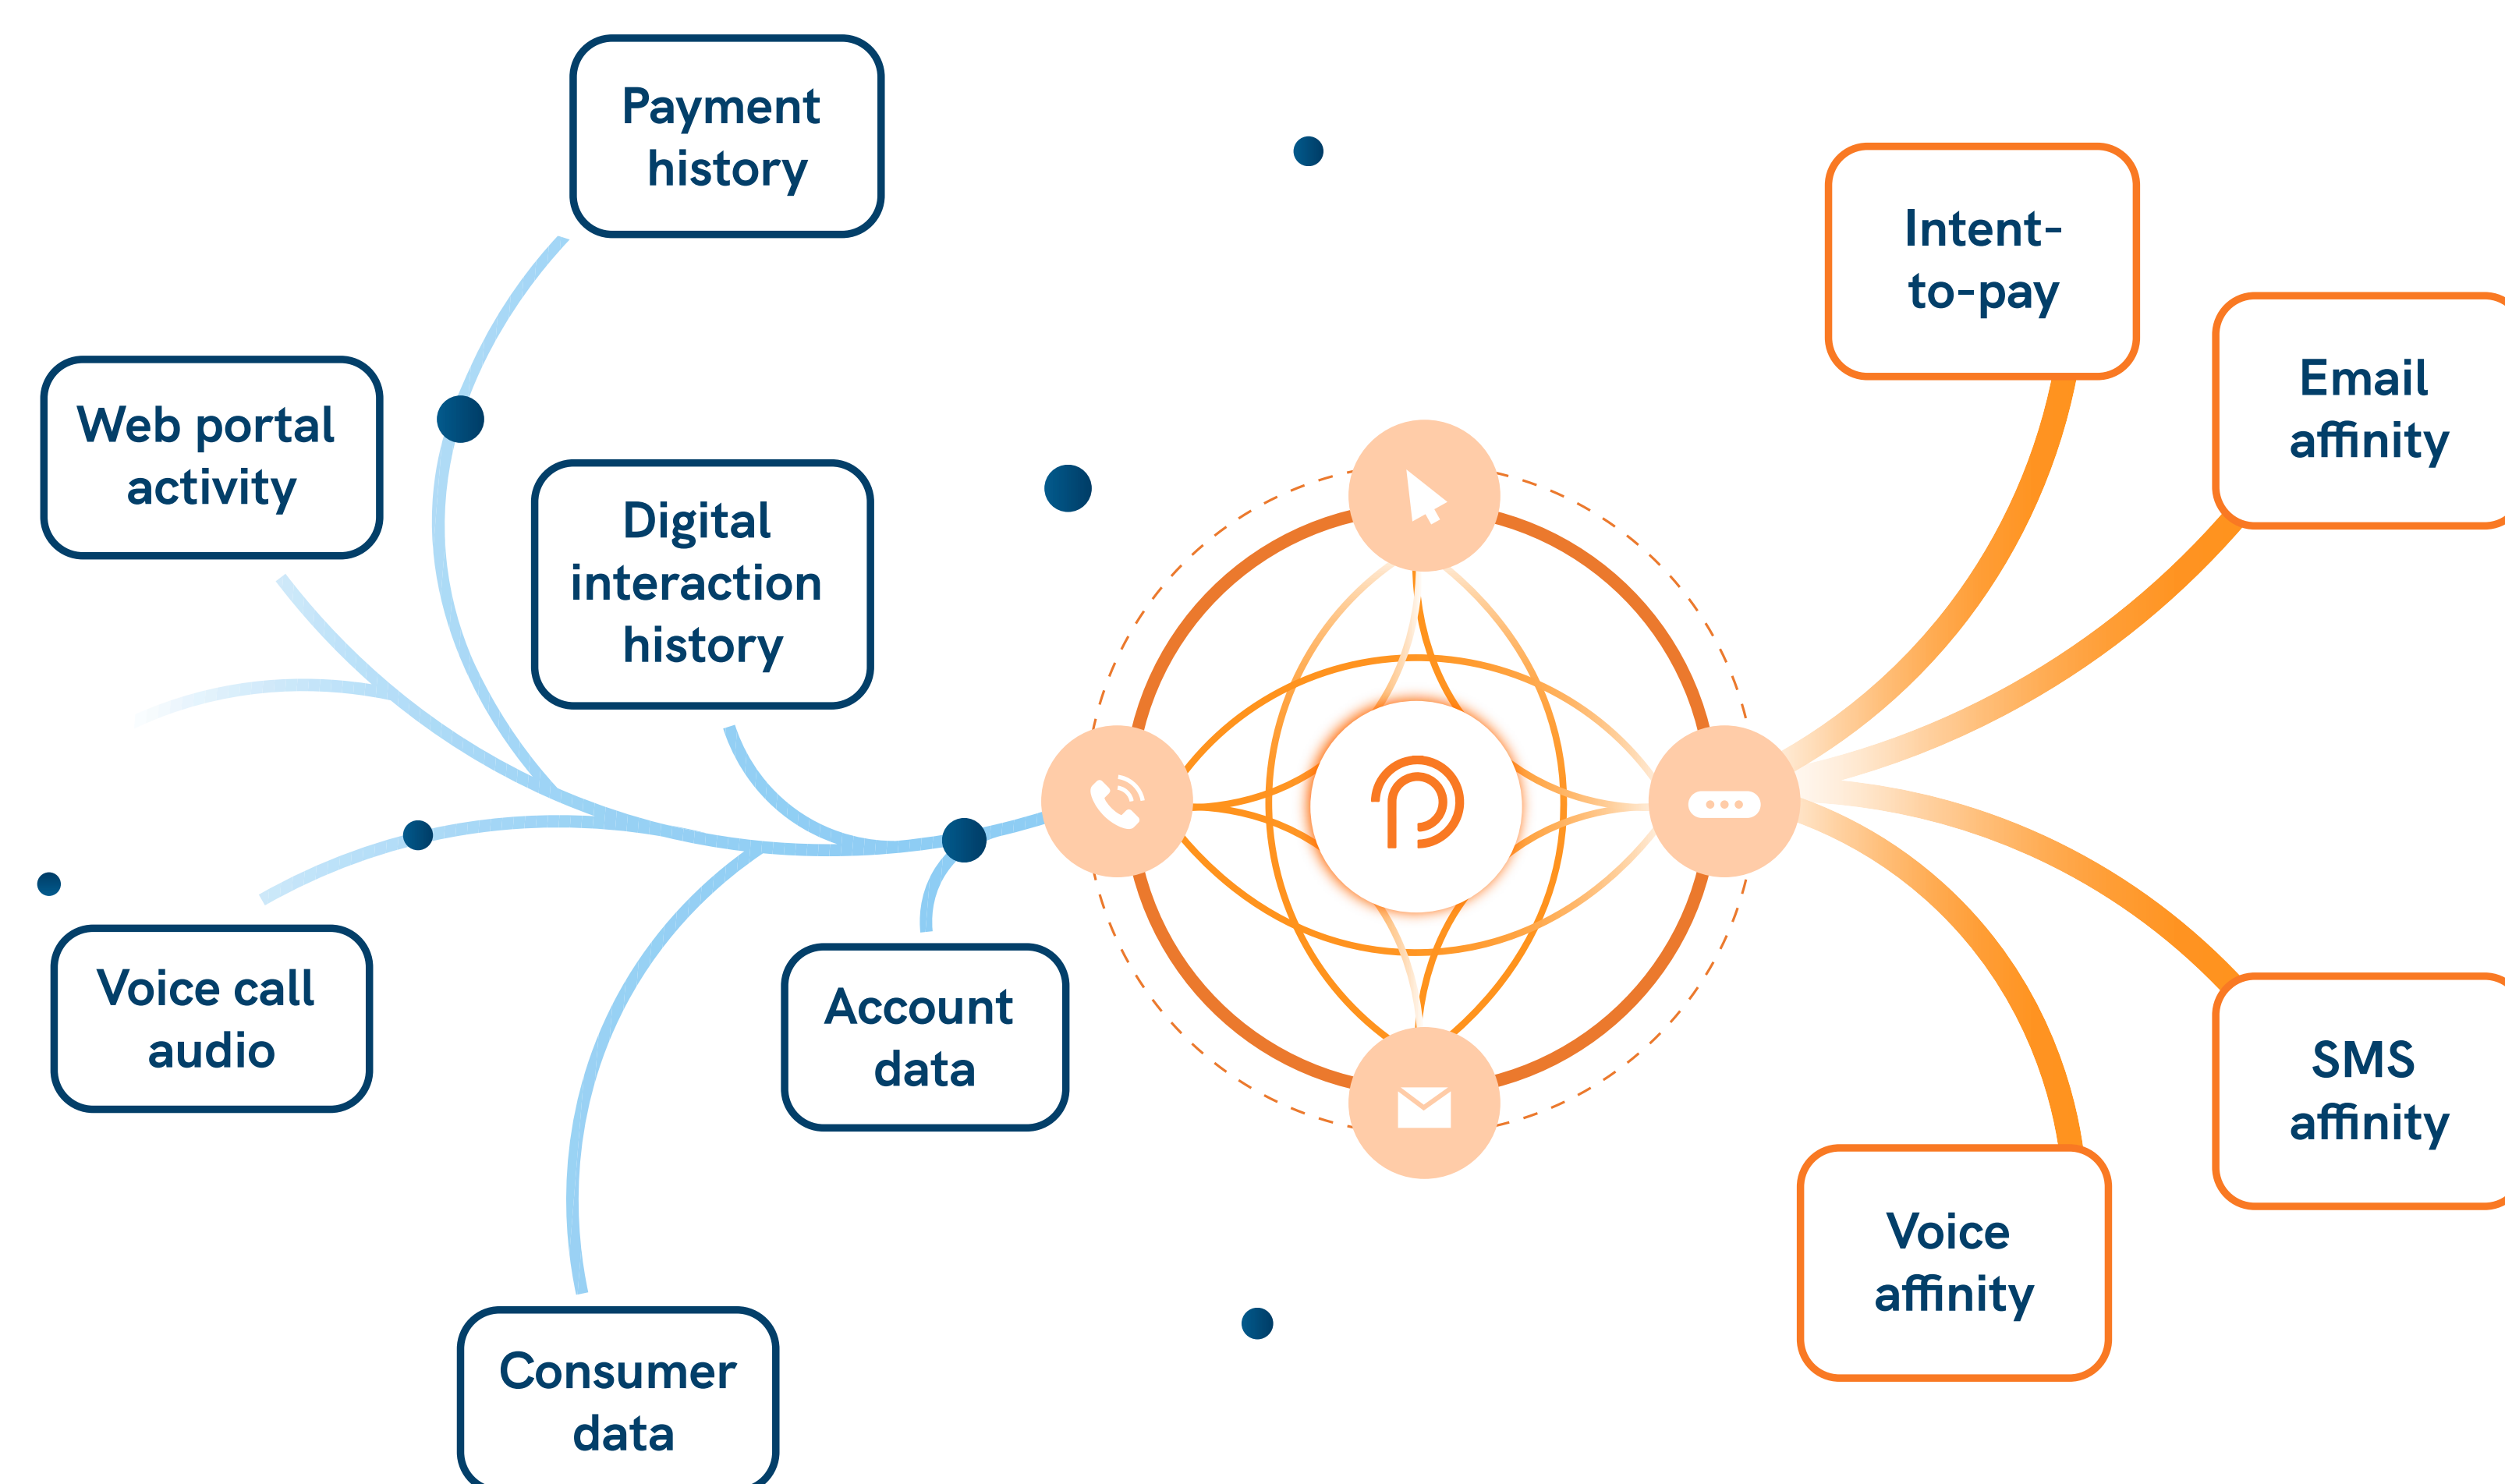 Payment
history
Web portal
activity
Digital
interaction
history
Voice call
audio
Account
data
Consumer
data
Intent-
to-pay
Email
affinity
SMS
affinity
Voice
affinity